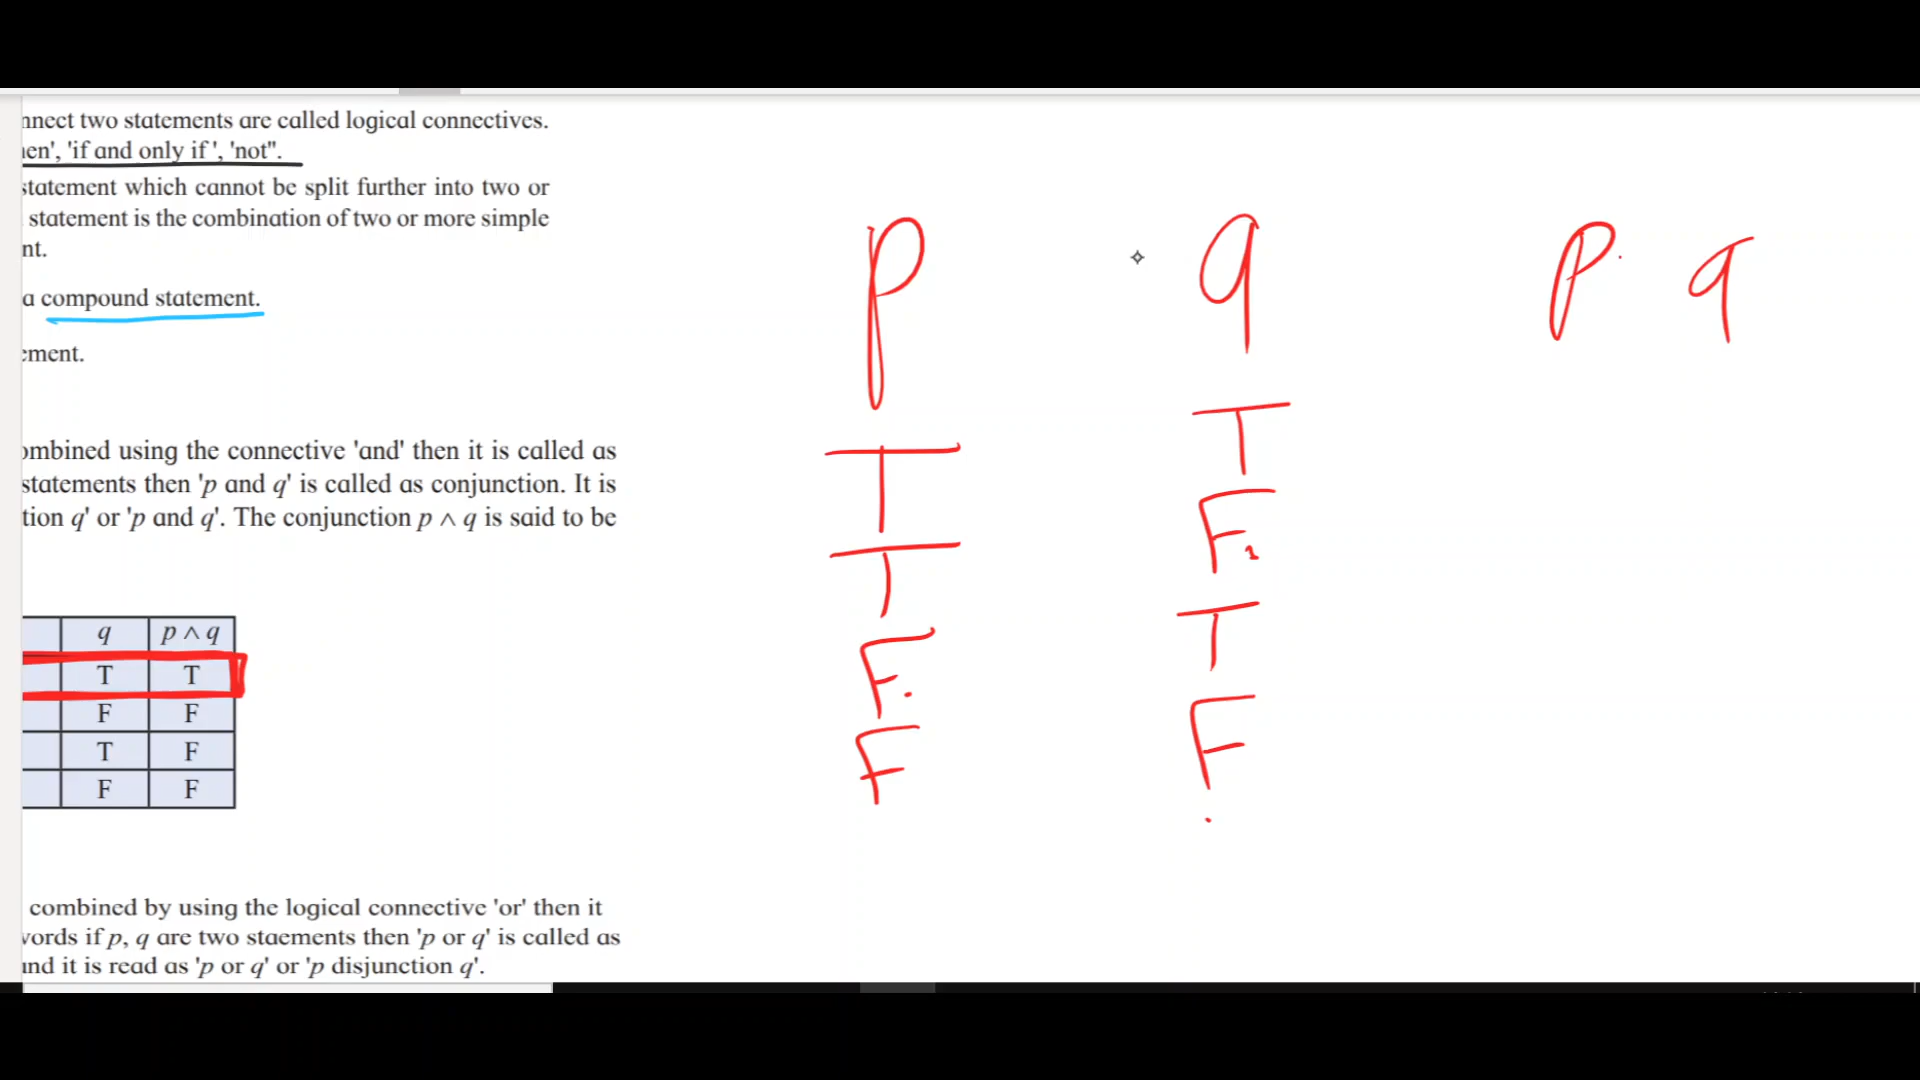 nnect two statements are called logical connectives.
en', 'if and only if ', 'not".
statement which cannot be split further into two or
statement is the combination of two or more simple
nt.
a compound statement.
ement.
ombined using the connective 'and' then it is called as
statements then 'p and q' is called as conjunction. It is
tion q' or 'p and q'. The conjunction p ∧ q is said to be
q p ∧ q
T T
F F
T F
F F
combined by using the logical connective 'or' then it
words if p, q are two staements then 'p or q' is called as
and it is read as 'p or q' or 'p disjunction q'.
p q p q
T T
T F
F T
F F